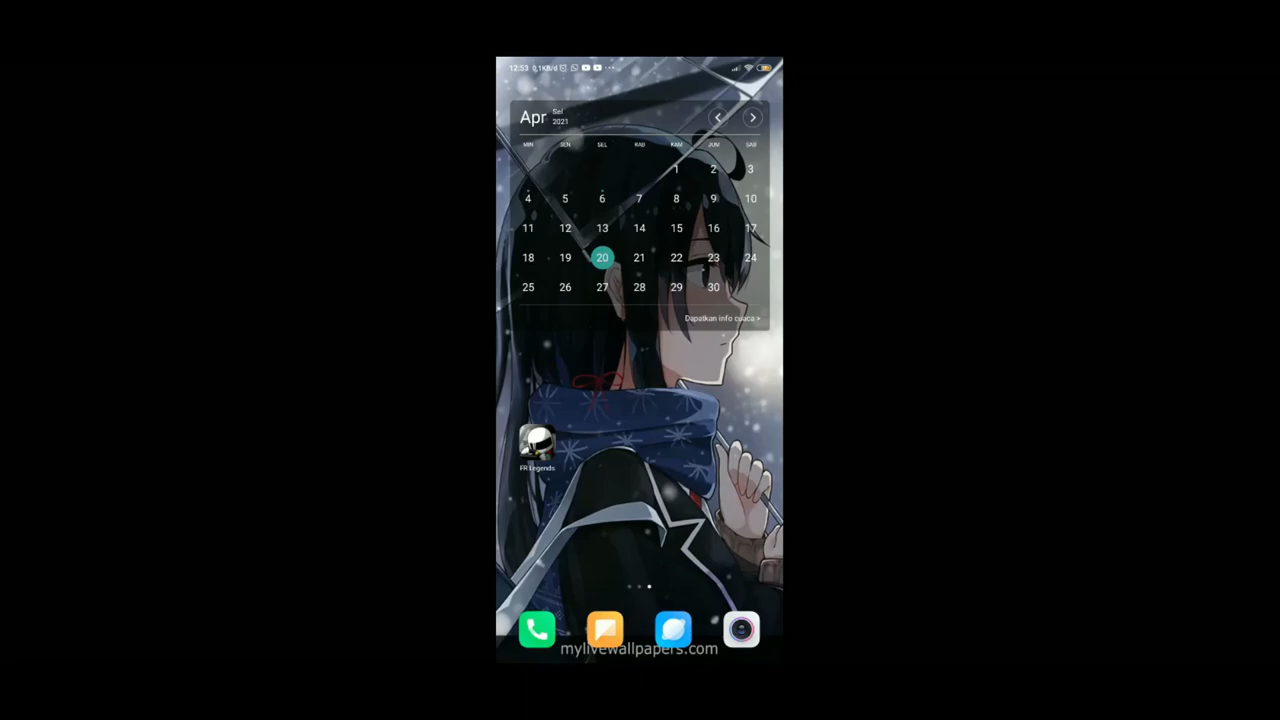 12:53 0,1KB/d
Apr Sel
2021
MIN SEN SEL RAB KAM JUM SAB
1 2 3
4 5 6 7 8 9 10
11 12 13 14 15 16 17
18 19 20 21 22 23 24
25 26 27 28 29 30
Dapatkan info cuaca >
FR Legends
mylivewallpapers.com